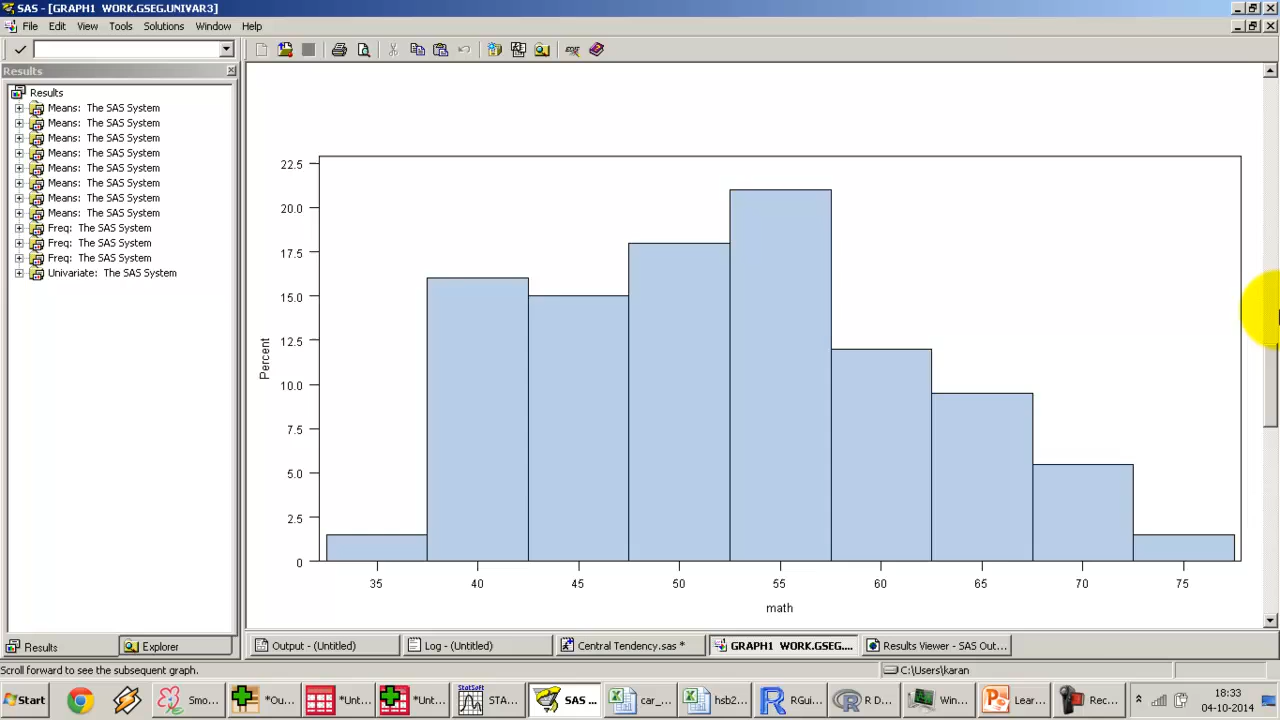 SAS - [GRAPH1 WORK.GSEG.UNIVAR3]
File Edit View Tools Solutions Window Help
Results
Results
Means: The SAS System
Means: The SAS System
Means: The SAS System
Means: The SAS System
Means: The SAS System
Means: The SAS System
Means: The SAS System
Means: The SAS System
Freq: The SAS System
Freq: The SAS System
Freq: The SAS System
Univariate: The SAS System
22.5
20.0
17.5
15.0
12.5
10.0
7.5
5.0
2.5
0
Percent
35 40 45 50 55 60 65 70 75
math
Results Explorer
Output - (Untitled) Log - (Untitled) Central Tendency.sas * GRAPH1 WORK.GSEG.... Results Viewer - SAS Out...
Scroll forward to see the subsequent graph. C:\Users\karan
Start Smo... *Ou... *Unt... *Unt... StatSoft STA... SAS ... car_... hsb2... RGui... R D... Win... Lear... Rec... 18:33
04-10-2014